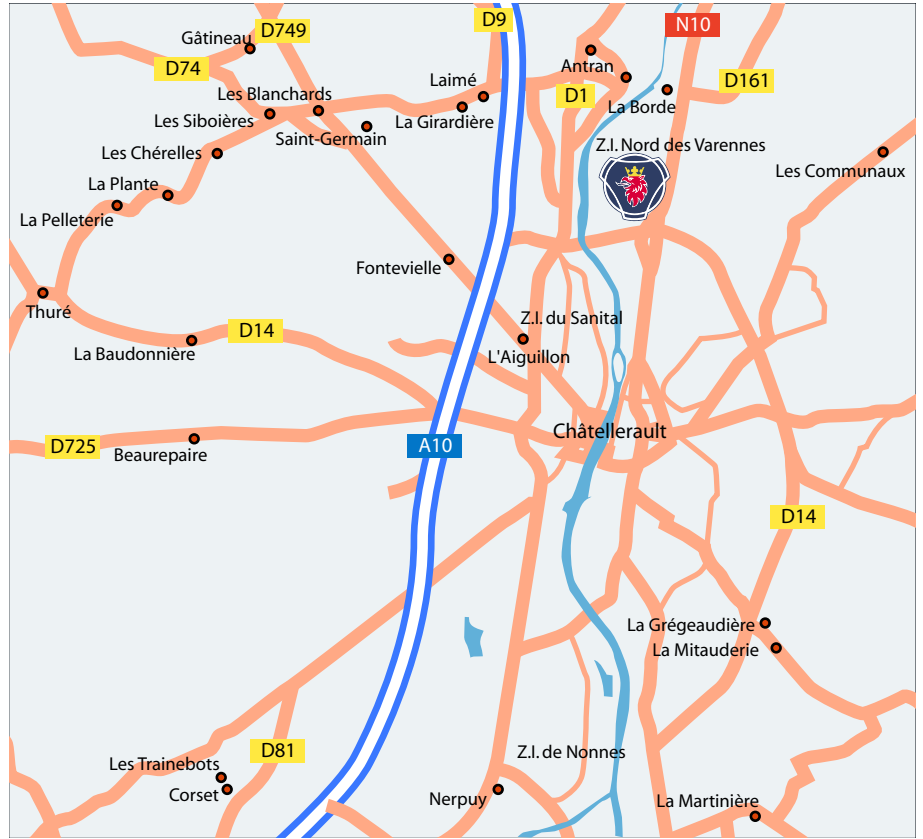 D9
N10
D749
Gâtineau
D74
Antran
Laimé
D161
D1
Les Blanchards
La Borde
La Girardière
Les Siboières
Saint-Germain
Z.I. Nord des Varennes
Les Chérelles
Les Communaux
La Plante
La Pelleterie
Fontevielle
Thuré
Z.I. du Sanital
D14
La Baudonnière
L'Aiguillon
Châtellerault
A10
D725
Beaurepaire
D14
La Grégeaudière
La Mitauderie
D81
Z.I. de Nonnes
Les Trainebots
Corset
Nerpuy
La Martinière